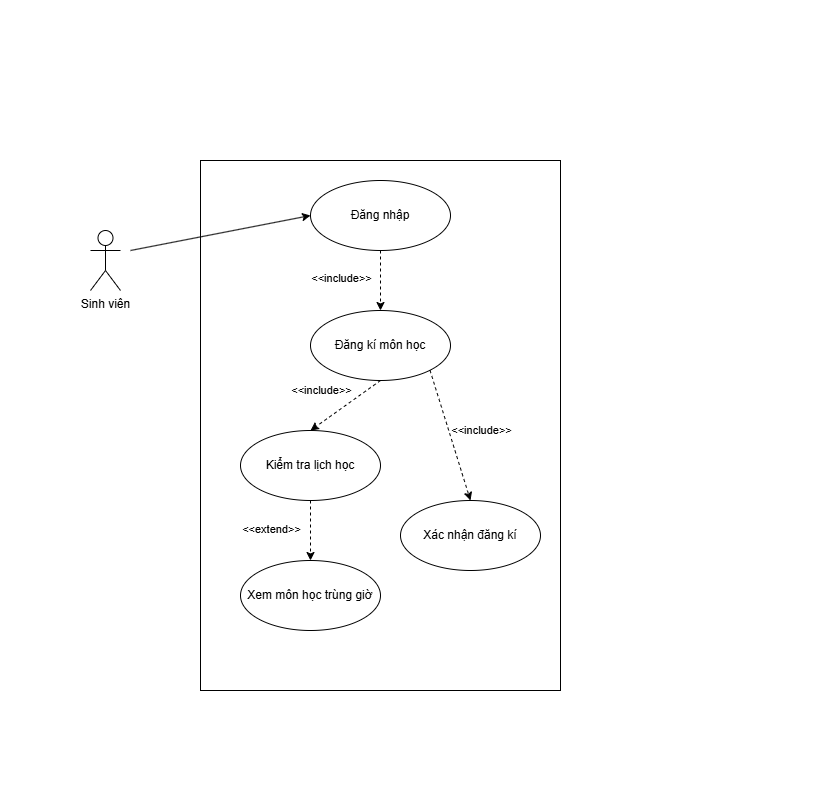 Đăng nhập
Sinh viên
<<include>>
Đăng kí môn học
<<include>>
<<include>>
Kiểm tra lịch học
<<extend>>
Xác nhận đăng kí
Xem môn học trùng giờ